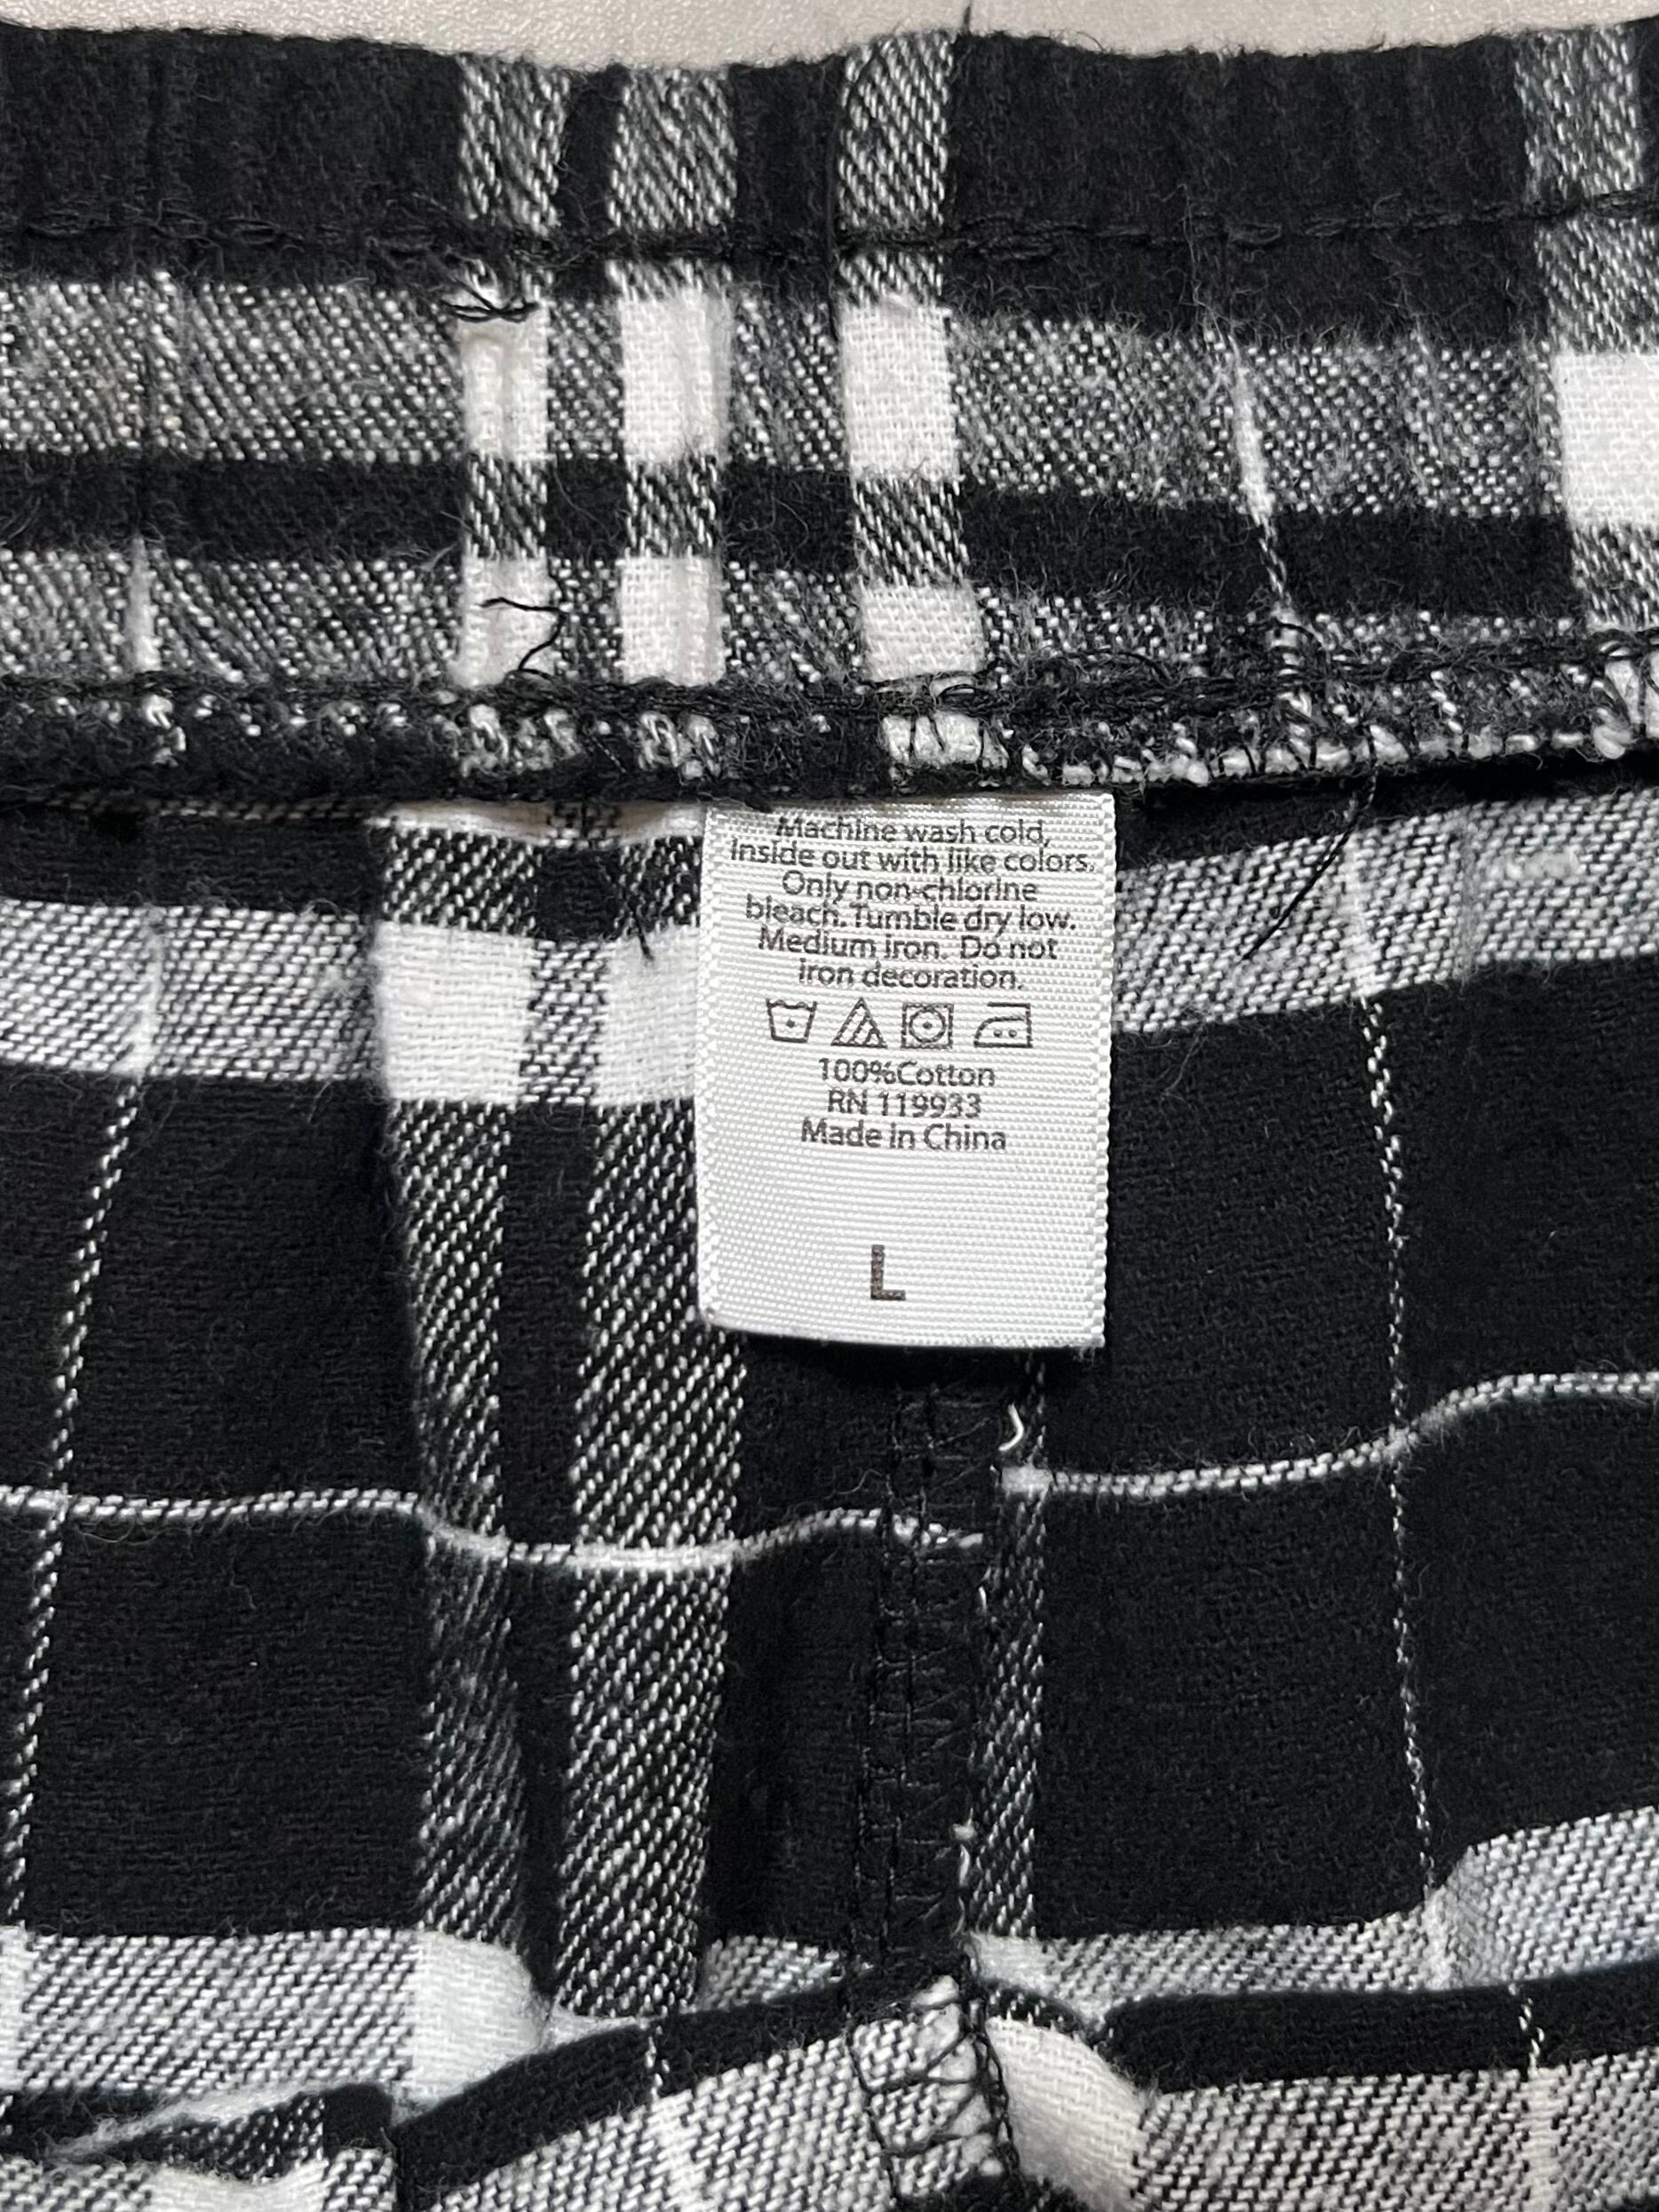 Machine wash cold,
inside out with like colors.
Only non-chlorine
bleach. Tumble dry low.
Medium iron. Do not
iron decoration.
100%Cotton
RN 119933
Made in China
L